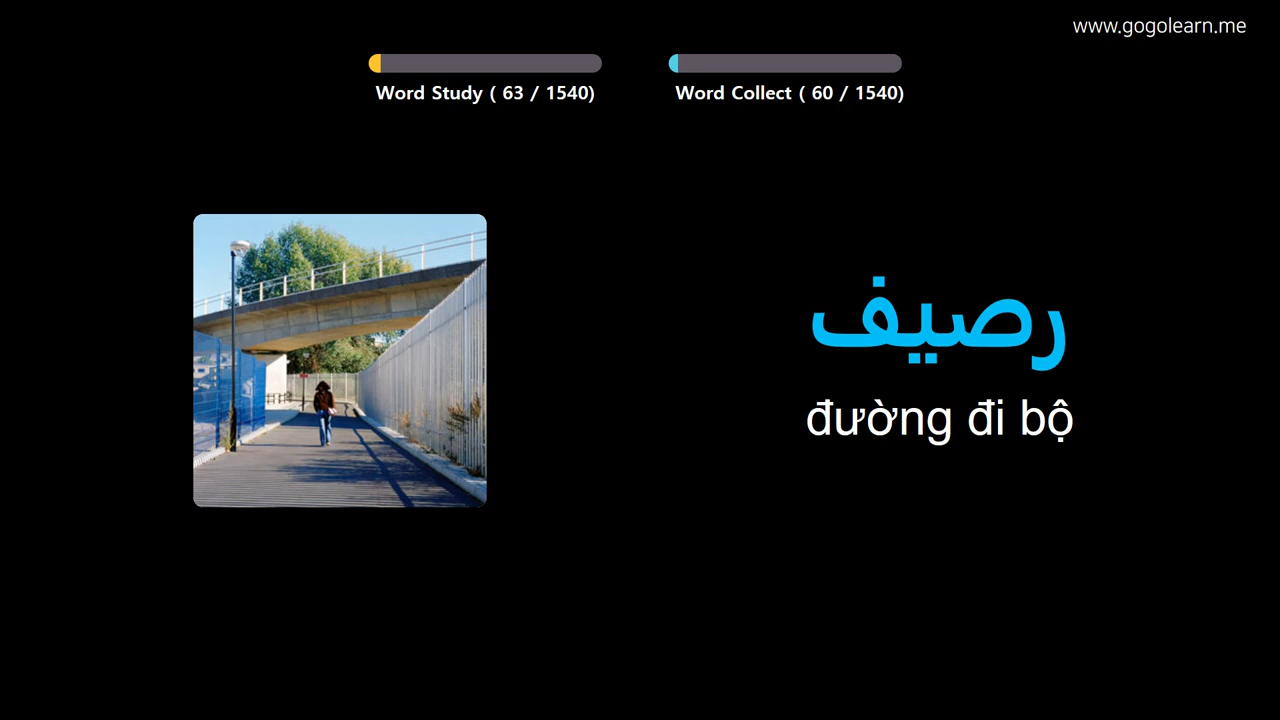 www.gogolearn.me
Word Study ( 63 / 1540)
Word Collect ( 60 / 1540)
رصيف
đường đi bộ